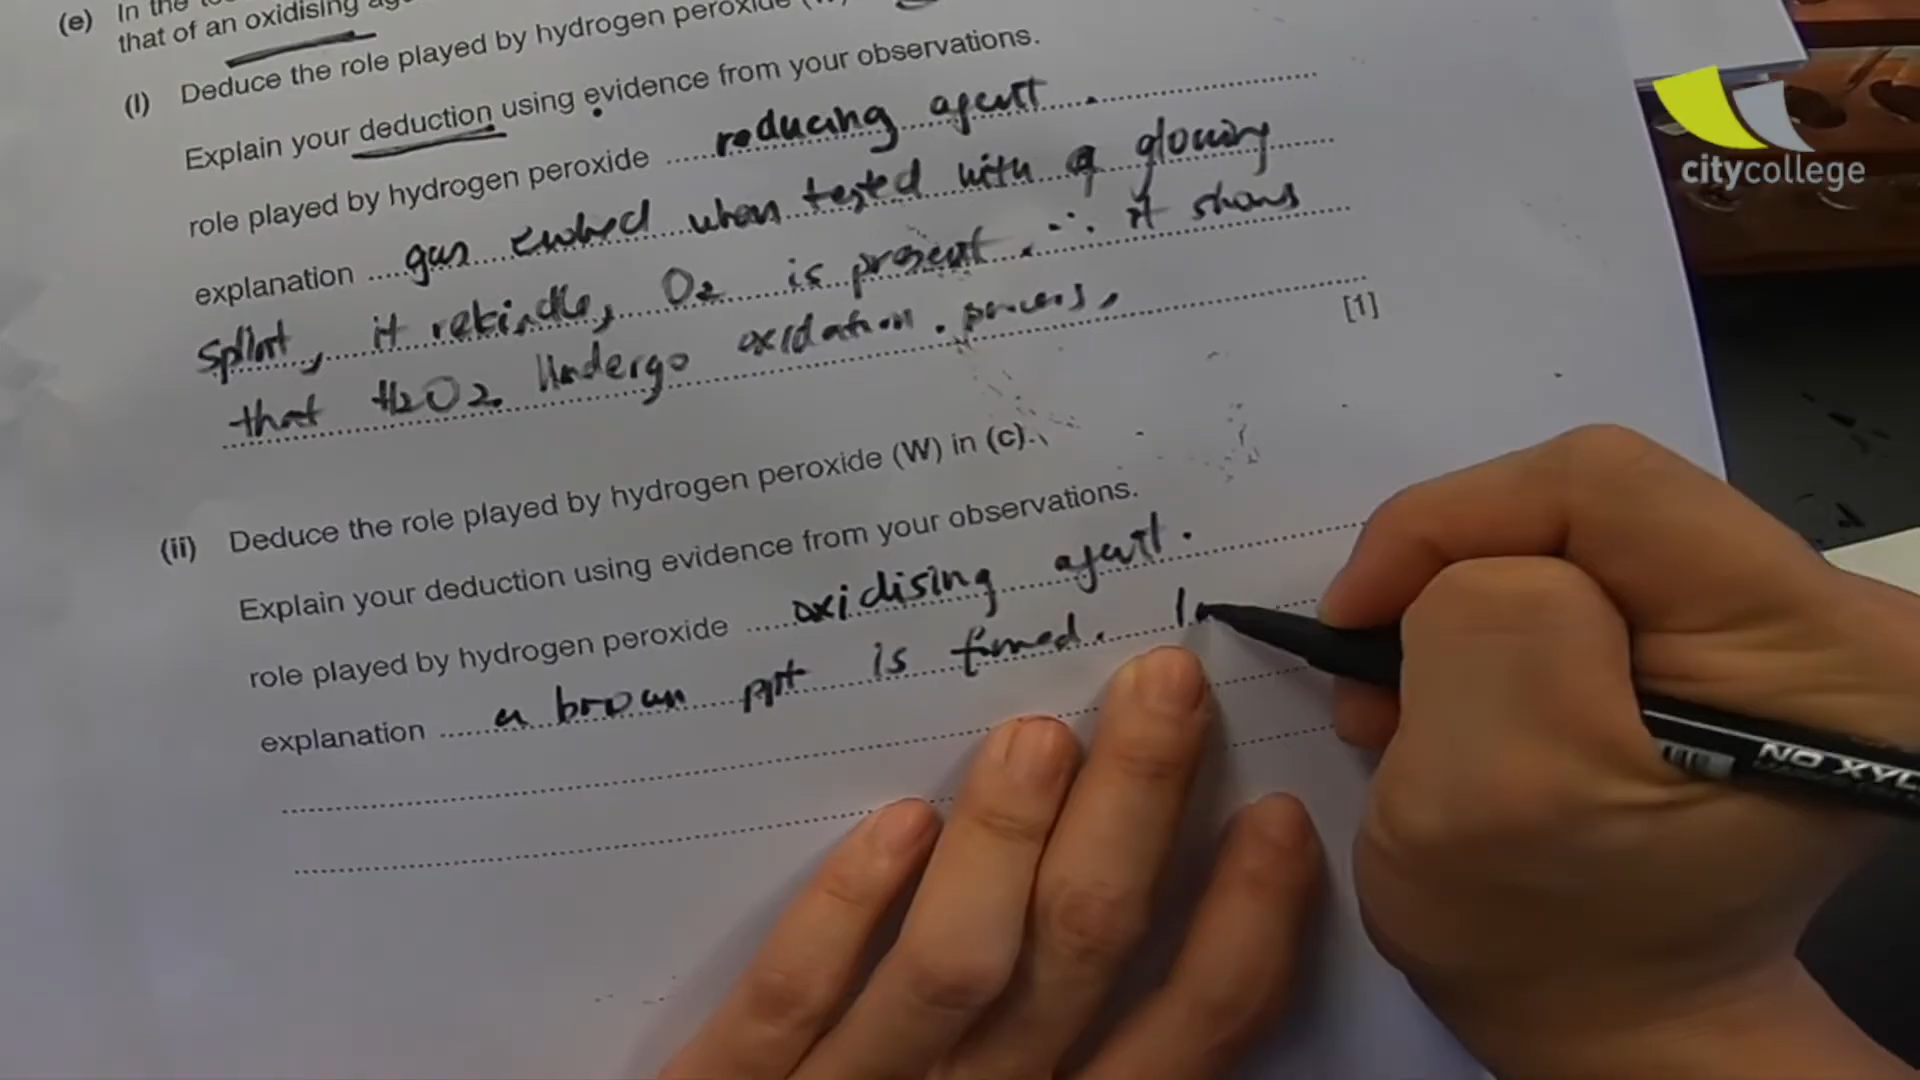 (e) In the
that of an oxidising
(I) Deduce the role played by hydrogen peroxide
Explain your deduction using evidence from your observations.
role played by hydrogen peroxide reducing agent.
explanation gas evolved when tested with a glowing
splint, it rekindles, O2 is present. ∴ it shows
that H2O2 undergo oxidation process. [1]
(ii) Deduce the role played by hydrogen peroxide (W) in (c).
Explain your deduction using evidence from your observations.
role played by hydrogen peroxide oxidising agent.
explanation a brown ppt is formed.
citycollege
NO XYL